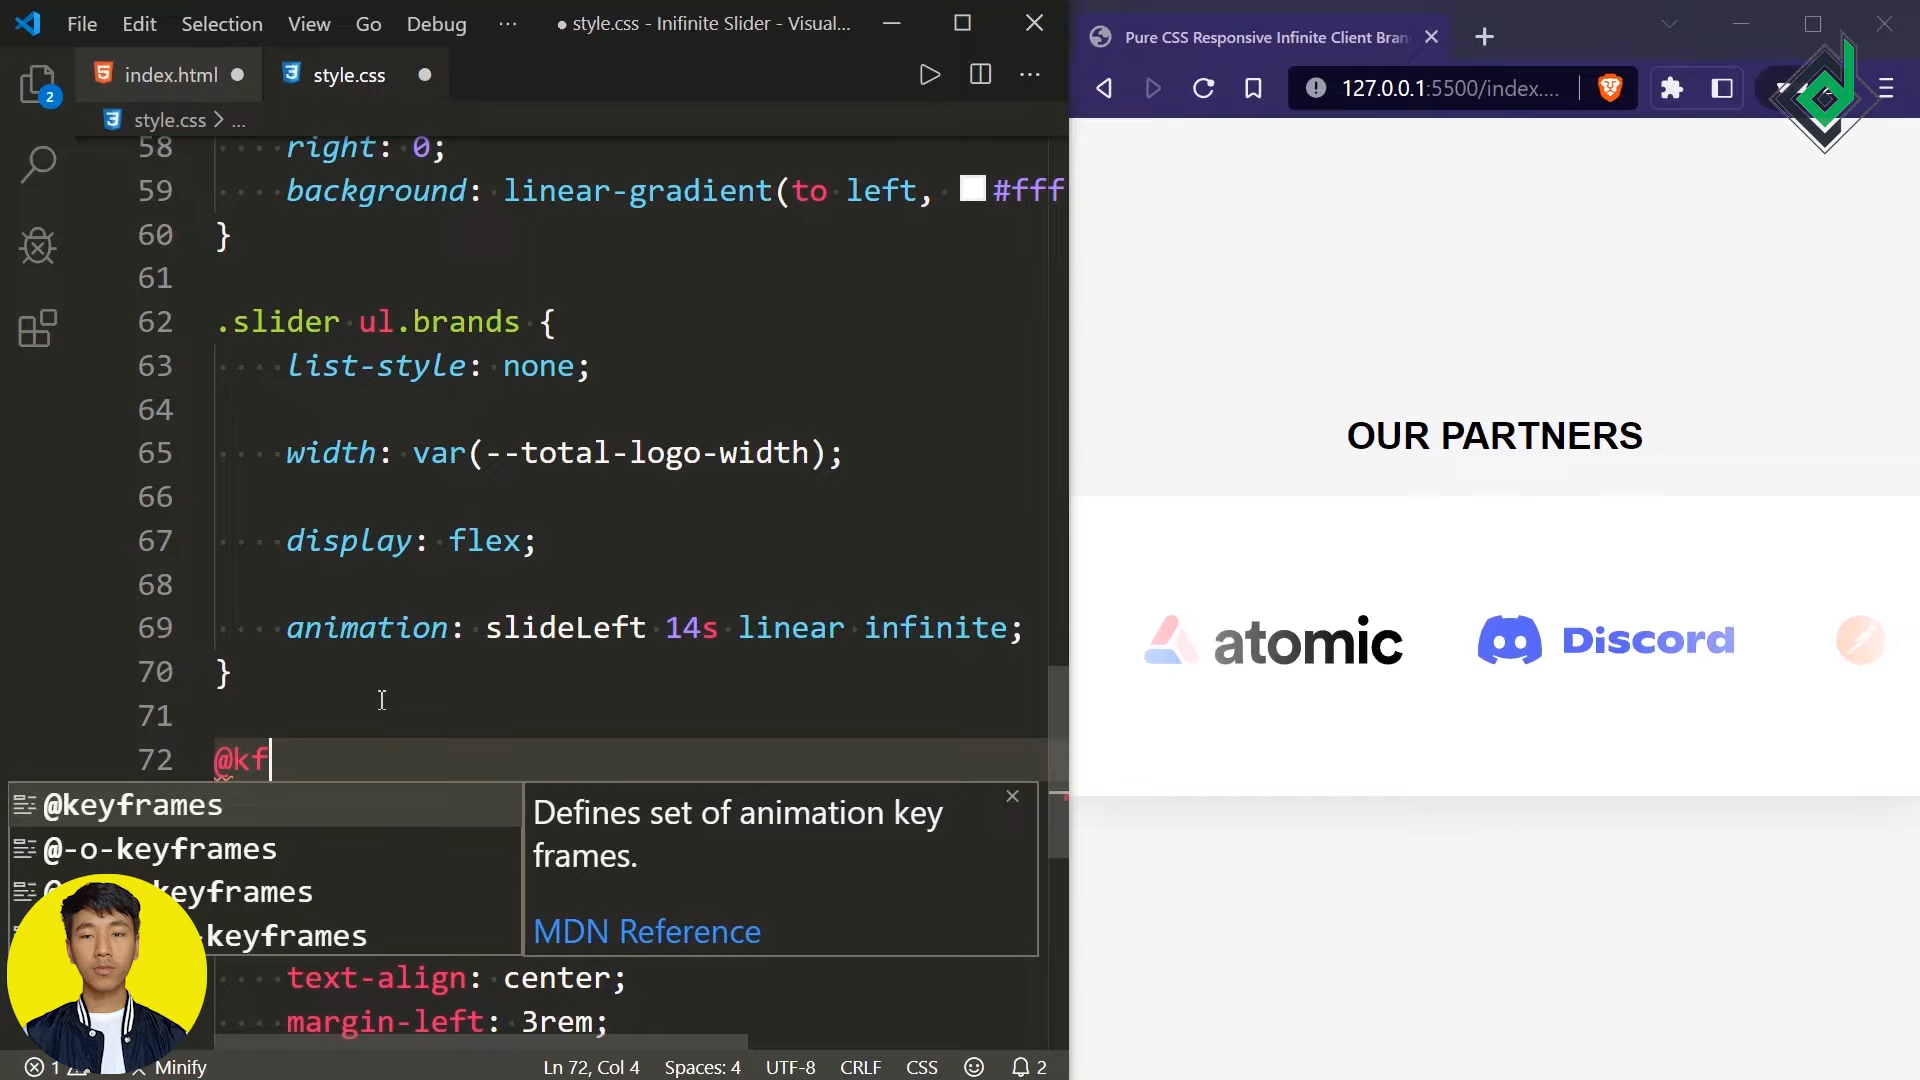 File Edit Selection View Go Debug ··· ● style.css - Inifinite Slider - Visual...
index.html ● style.css ●
style.css > ...
2
58 right: 0;
59 background: linear-gradient(to left, #fff
60 }
61
62 .slider ul.brands {
63 list-style: none;
64
65 width: var(--total-logo-width);
66
67 display: flex;
68
69 animation: slideLeft 14s linear infinite;
70 }
71
72 @kf
@keyframes
@-o-keyframes
keyframes
-keyframes
Defines set of animation key
frames.
MDN Reference
text-align: center;
margin-left: 3rem;
1 Minify Ln 72, Col 4 Spaces: 4 UTF-8 CRLF CSS 2
Pure CSS Responsive Infinite Client Bran
127.0.0.1:5500/index....
OUR PARTNERS
atomic Discord